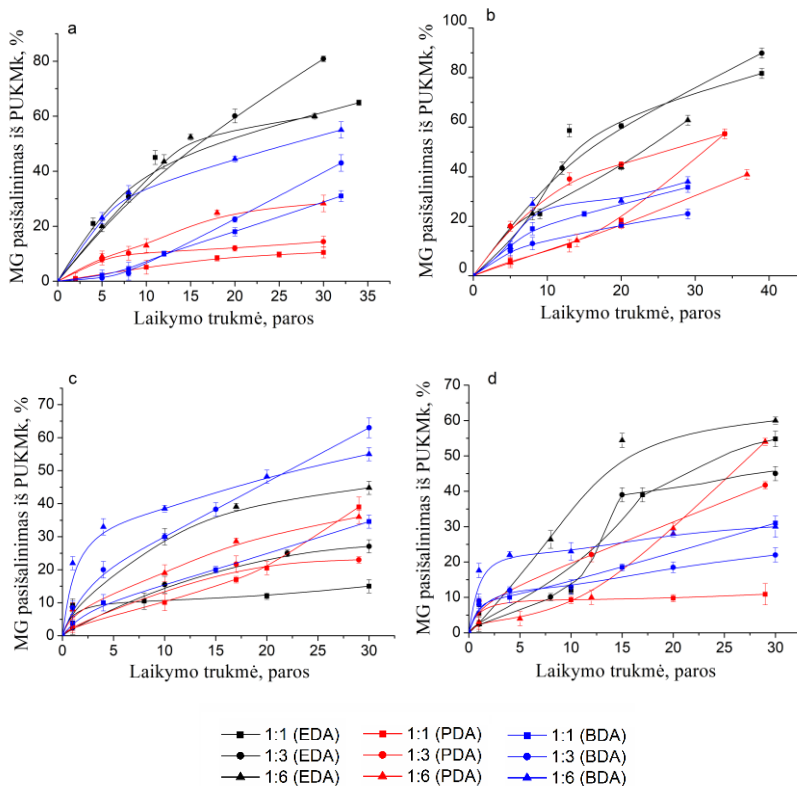 a
MG pasišalinimas iš PUKMk, %
80
60
40
20
0
0 5 10 15 20 25 30 35
Laikymo trukmė, paros
b
MG pasišalinimas iš PUKMk, %
100
80
60
40
20
0
0 10 20 30 40
Laikymo trukmė, paros
c
MG pasišalinimas iš PUKMk, %
70
60
50
40
30
20
10
0
0 5 10 15 20 25 30
Laikymo trukmė, paros
d
MG pasišalinimas iš PUKMk, %
70
60
50
40
30
20
10
0
0 5 10 15 20 25 30
Laikymo trukmė, paros
1:1 (EDA) 1:1 (PDA) 1:1 (BDA)
1:3 (EDA) 1:3 (PDA) 1:3 (BDA)
1:6 (EDA) 1:6 (PDA) 1:6 (BDA)